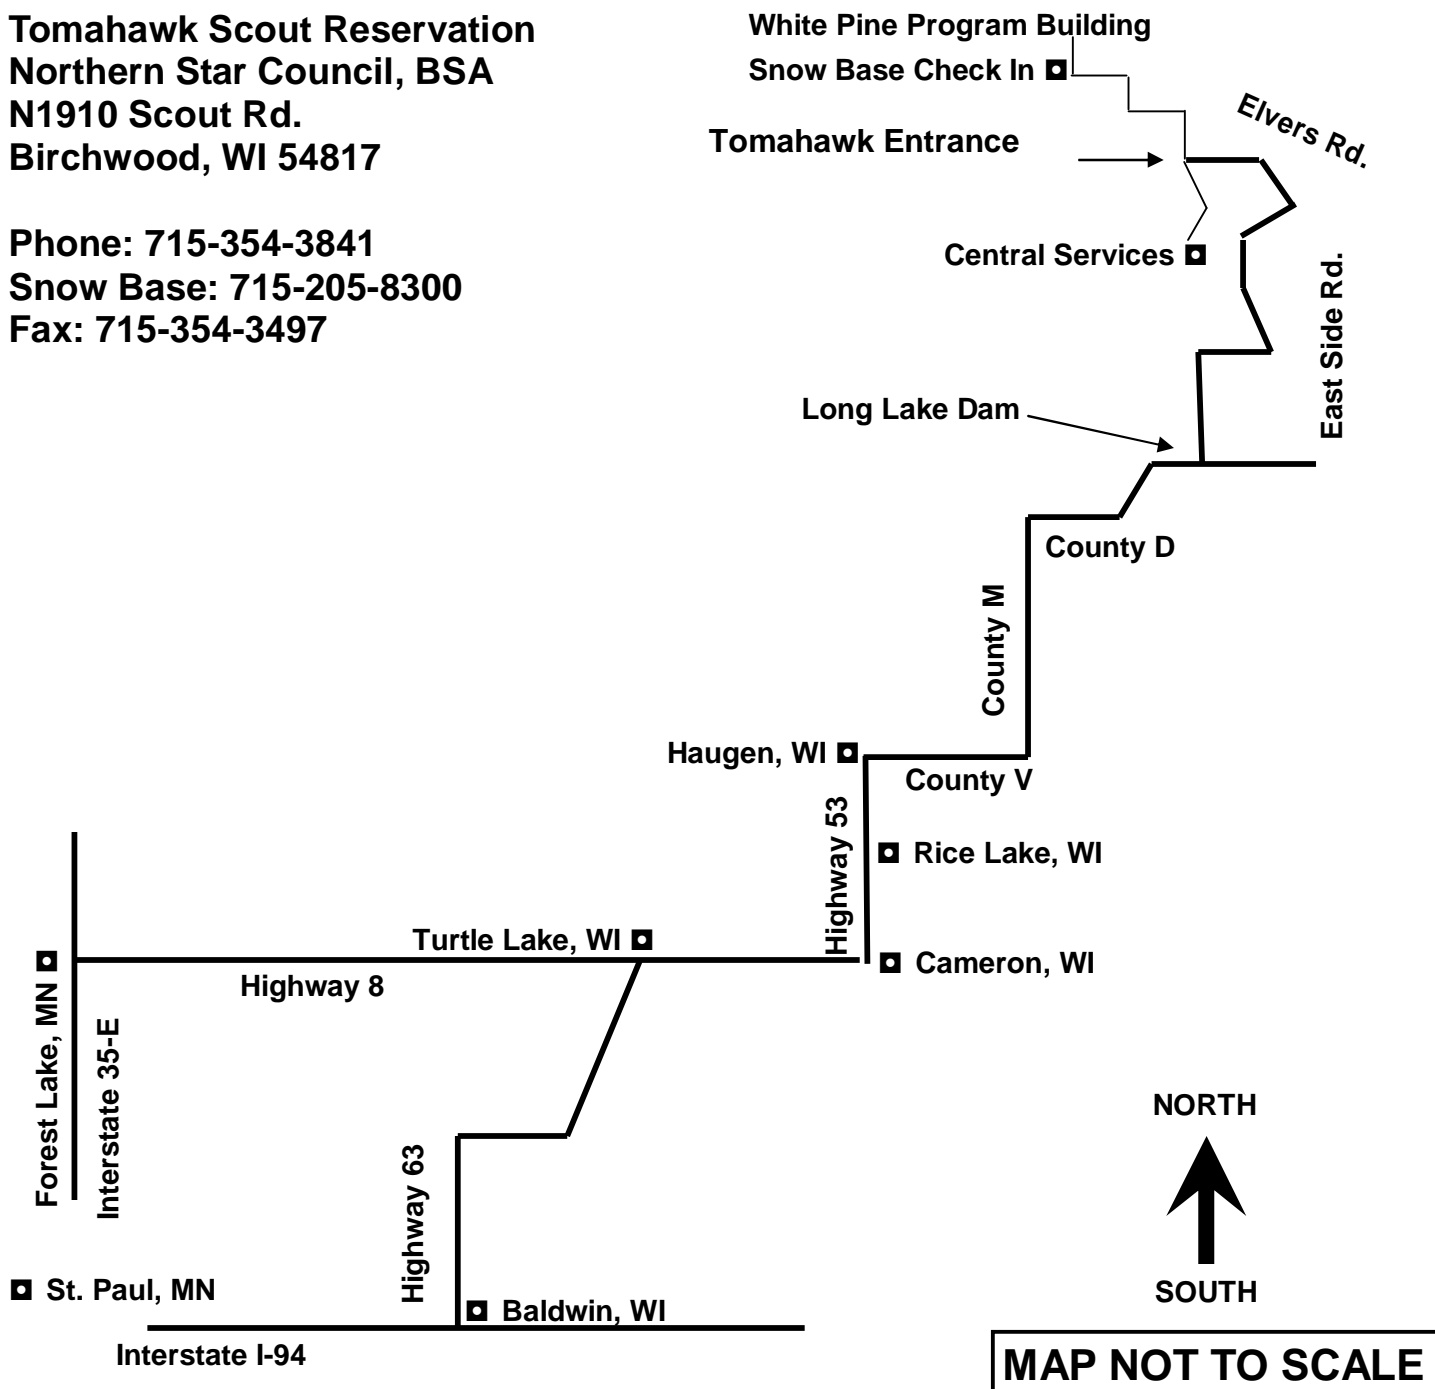 Tomahawk Scout Reservation
Northern Star Council, BSA
N1910 Scout Rd.
Birchwood, WI 54817
Phone: 715-354-3841
Snow Base: 715-205-8300
Fax: 715-354-3497
White Pine Program Building
Snow Base Check In
Elvers Rd.
Tomahawk Entrance
Central Services
East Side Rd.
Long Lake Dam
County D
County M
Haugen, WI
County V
Highway 53
Rice Lake, WI
Turtle Lake, WI
Cameron, WI
Highway 8
Forest Lake, MN
Interstate 35-E
Highway 63
NORTH
SOUTH
St. Paul, MN
Baldwin, WI
Interstate I-94
MAP NOT TO SCALE